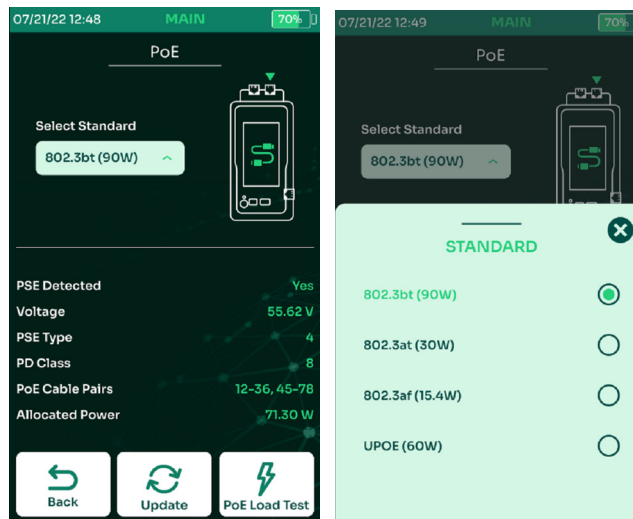 07/21/22 12:48 MAIN 70%
PoE
Select Standard
802.3bt (90W)
PSE Detected Yes
Voltage 55.62 V
PSE Type 4
PD Class 8
PoE Cable Pairs 12-36, 45-78
Allocated Power 71.30 W
Back Update PoE Load Test
07/21/22 12:49 MAIN 70%
PoE
Select Standard
802.3bt (90W)
STANDARD
802.3bt (90W)
802.3at (30W)
802.3af (15.4W)
UPOE (60W)